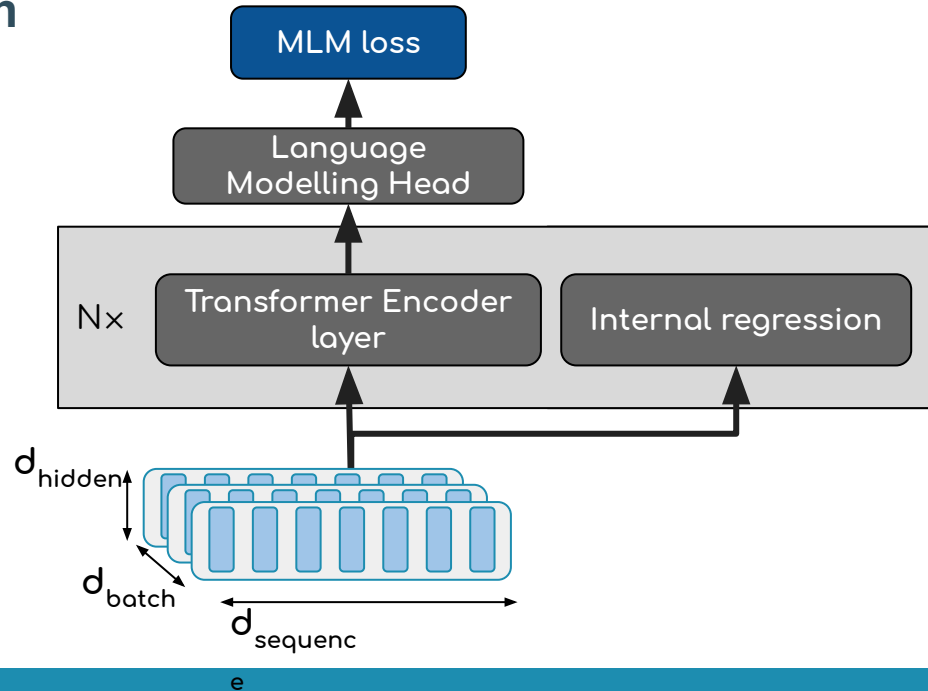 n
MLM loss
Language
Modelling Head
Nx
Transformer Encoder
layer
Internal regression
d hidden
d batch
d sequenc
e